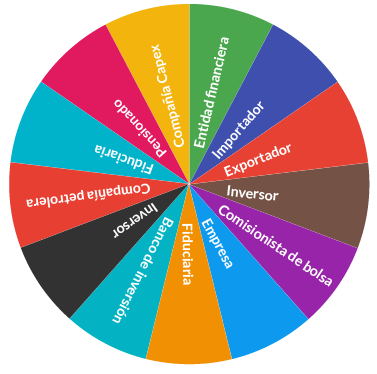 Entidad financiera
Importador
Exportador
Inversor
Comisionista de bolsa
Empresa
Fiduciaria
Banco de inversión
Inversor
Compañía petrolera
Fiduciaria
Pensionado
Compañía Capex